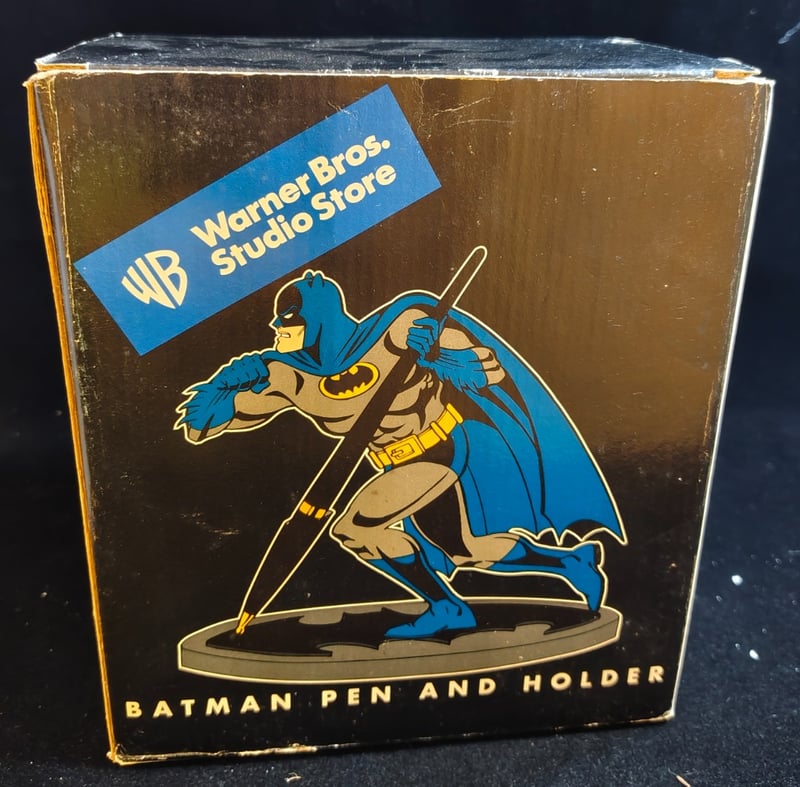 WB
Warner Bros.
Studio Store
BATMAN PEN AND HOLDER